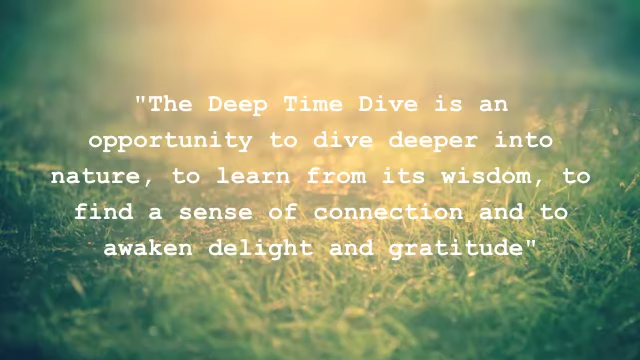 "The Deep Time Dive is an
opportunity to dive deeper into
nature, to learn from its wisdom, to
find a sense of connection and to
awaken delight and gratitude"